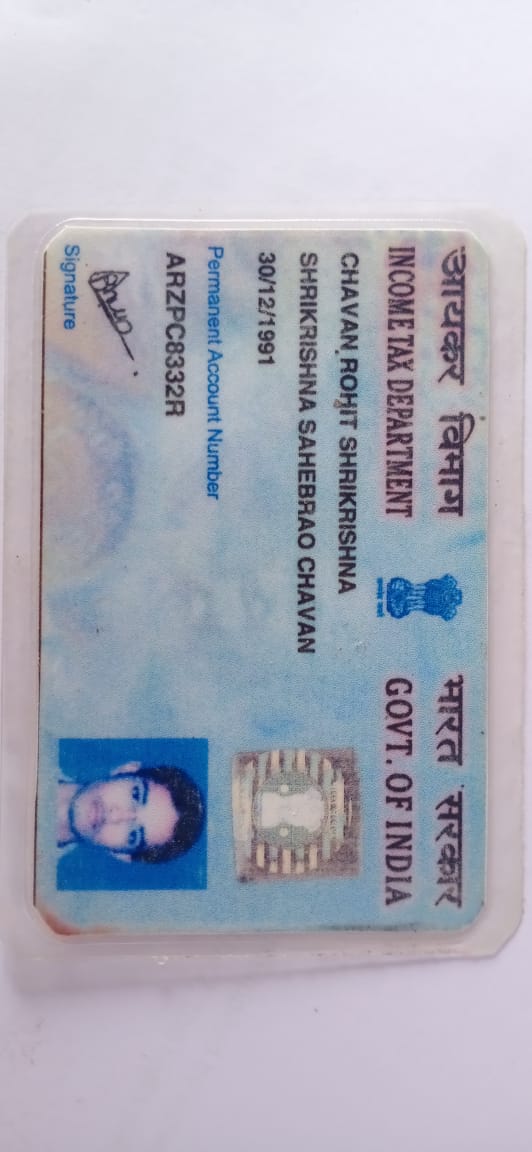 आयकर विभाग भारत सरकार
INCOME TAX DEPARTMENT GOVT. OF INDIA
CHAVAN ROHIT SHRIKRISHNA
SHRIKRISHNA SAHEBRAO CHAVAN
30/12/1991
Permanent Account Number
ARZPC8332R
Signature